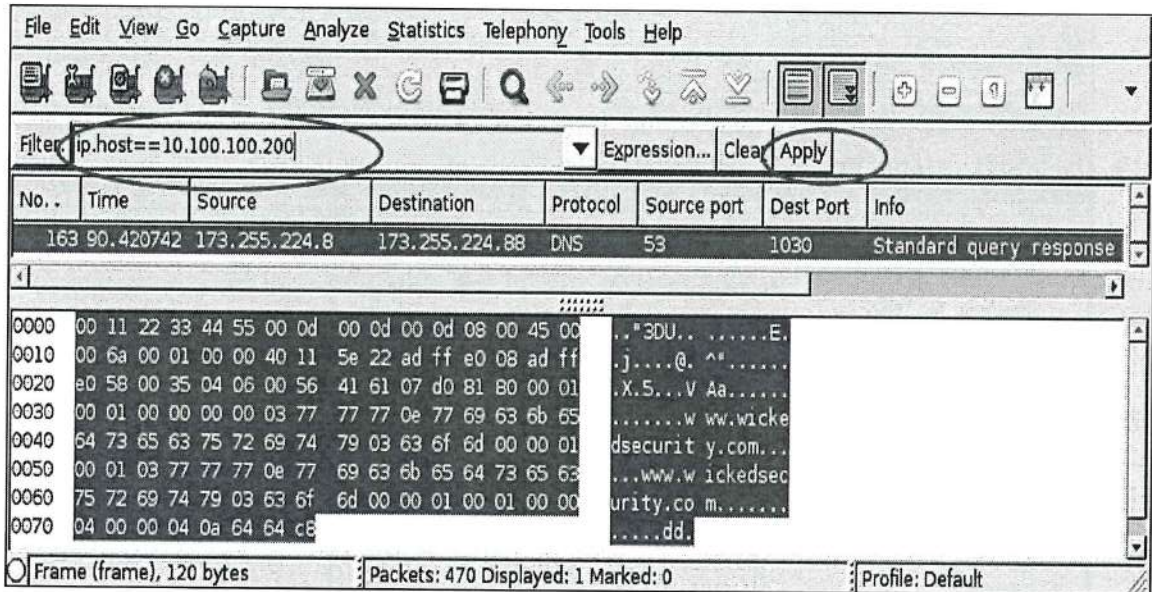 File Edit View Go Capture Analyze Statistics Telephony Tools Help
Filter: ip.host==10.100.100.200 Expression... Clear Apply
No. . Time Source Destination Protocol Source port Dest Port Info
163 90.420742 173.255.224.8 173.255.224.88 DNS 53 1030 Standard query response
0000 00 11 22 33 44 55 00 0d 00 0d 00 0d 08 00 45 00 .."3DU.. ......E.
0010 00 6a 00 01 00 00 40 11 5e 22 ad ff e0 08 ad ff .j....@. ^"......
0020 e0 58 00 35 04 06 00 56 41 61 07 d0 81 80 00 01 .X.5...V Aa......
0030 00 01 00 00 00 00 03 77 77 77 0e 77 69 63 6b 65 .......w ww.wicke
0040 64 73 65 63 75 72 69 74 79 03 63 6f 6d 00 00 01 dsecurit y.com...
0050 00 01 03 77 77 77 0e 77 69 63 6b 65 64 73 65 63 ...www.w ickedsec
0060 75 72 69 74 79 03 63 6f 6d 00 00 01 00 01 00 00 urity.co m.......
0070 04 00 00 04 0a 64 64 c8 .....dd.
Frame (frame), 120 bytes Packets: 470 Displayed: 1 Marked: 0 Profile: Default